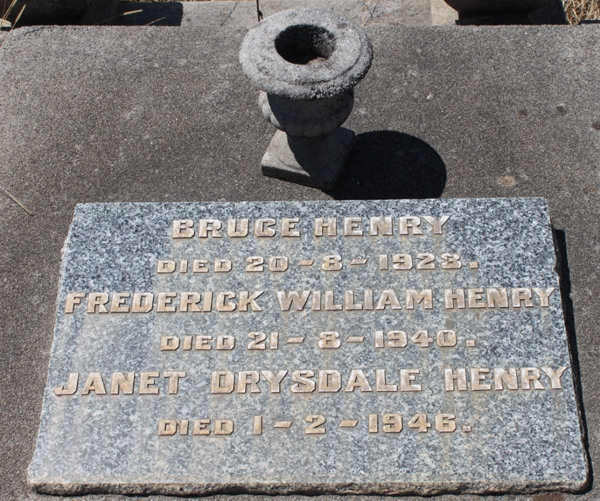 BRUCE HENRY
DIED 20-8-1923.
FREDERICK WILLIAM HENRY
DIED 21-8-1940.
JANET DRYSDALE HENRY
DIED 1-2-1946.